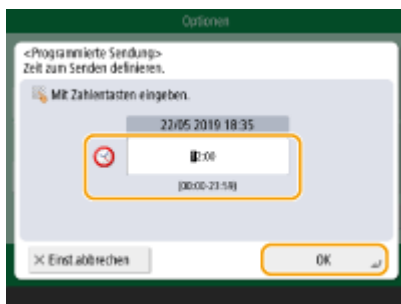 Optionen
<Programmierte Sendung>
Zeit zum Senden definieren.
Mit Zahlentasten eingeben.
22/05 2019 18:35
12:00
(00:00-23:59)
× Einst.abbrechen
OK